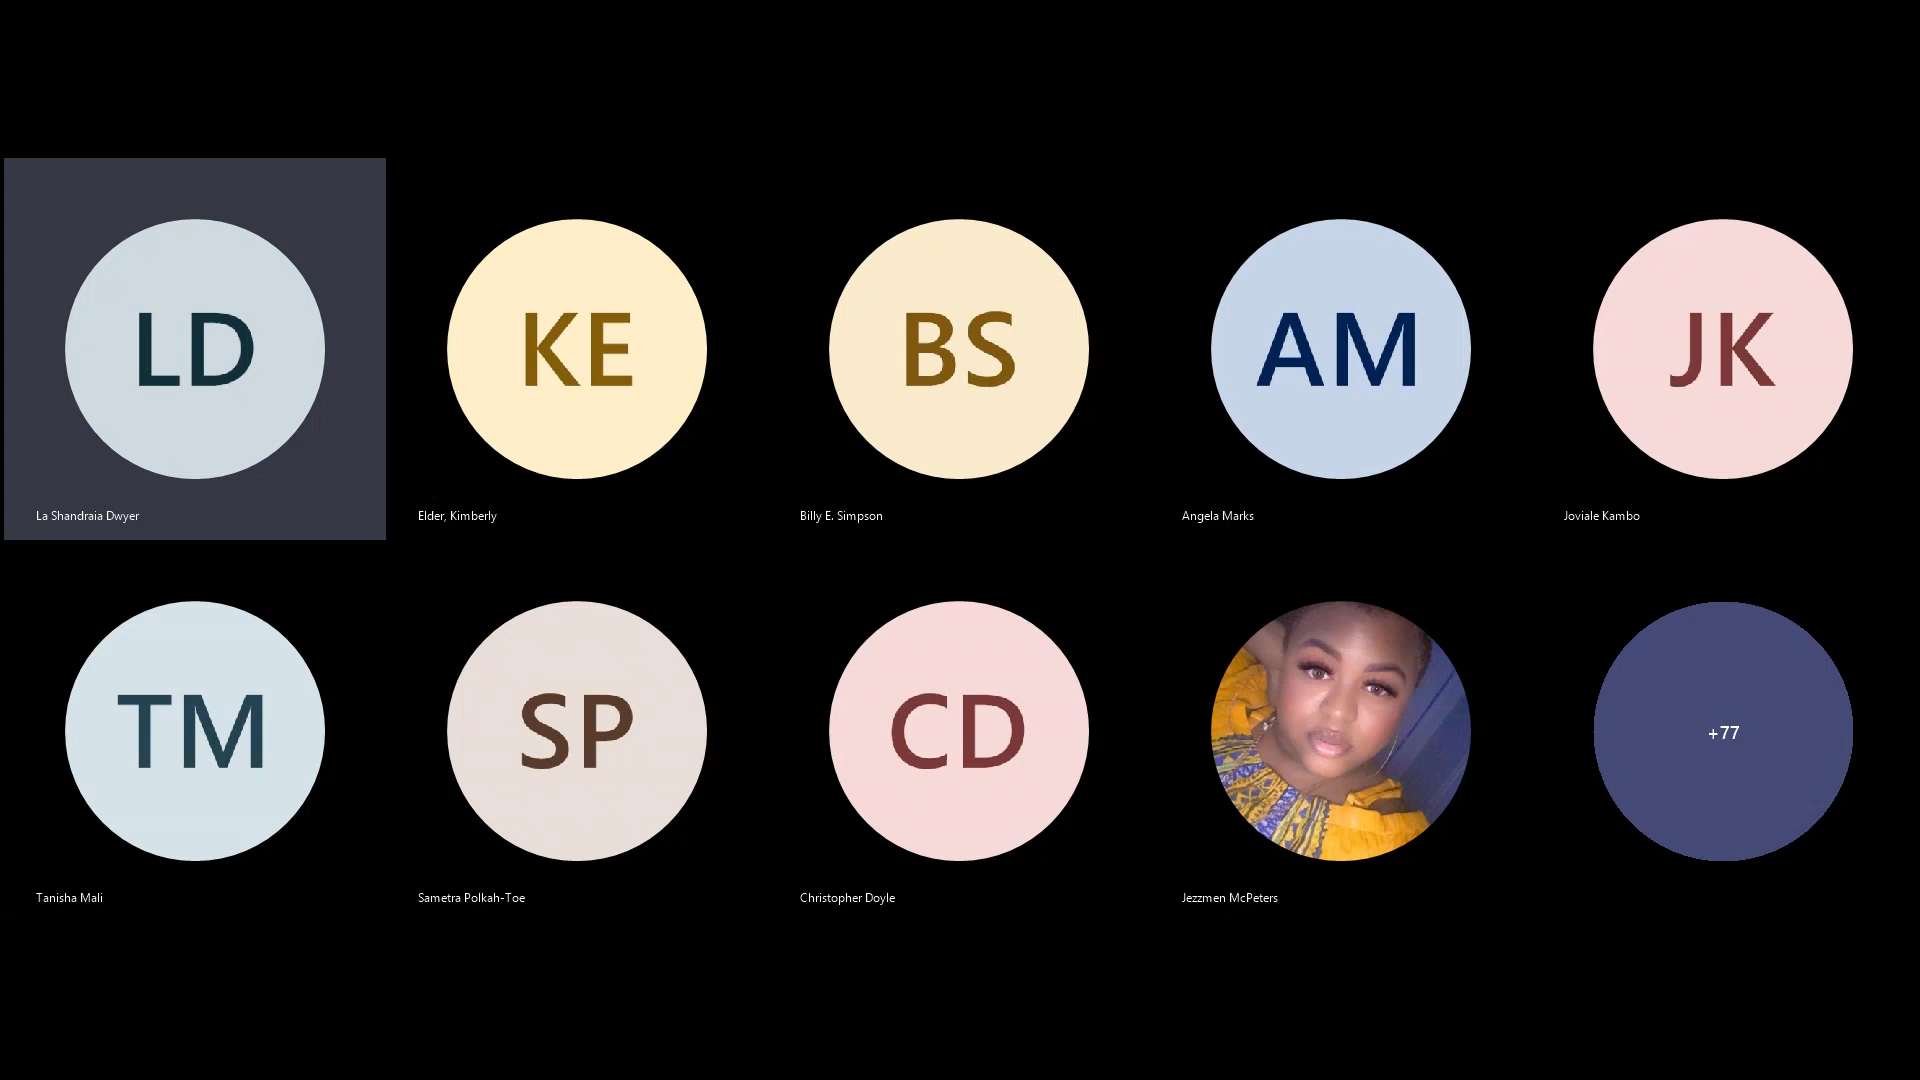 LD
KE
BS
AM
JK
La Shandraia Dwyer
Elder, Kimberly
Billy E. Simpson
Angela Marks
Joviale Kambo
TM
SP
CD
+77
Tanisha Mali
Sametra Polkah-Toe
Christopher Doyle
Jezzmen McPeters